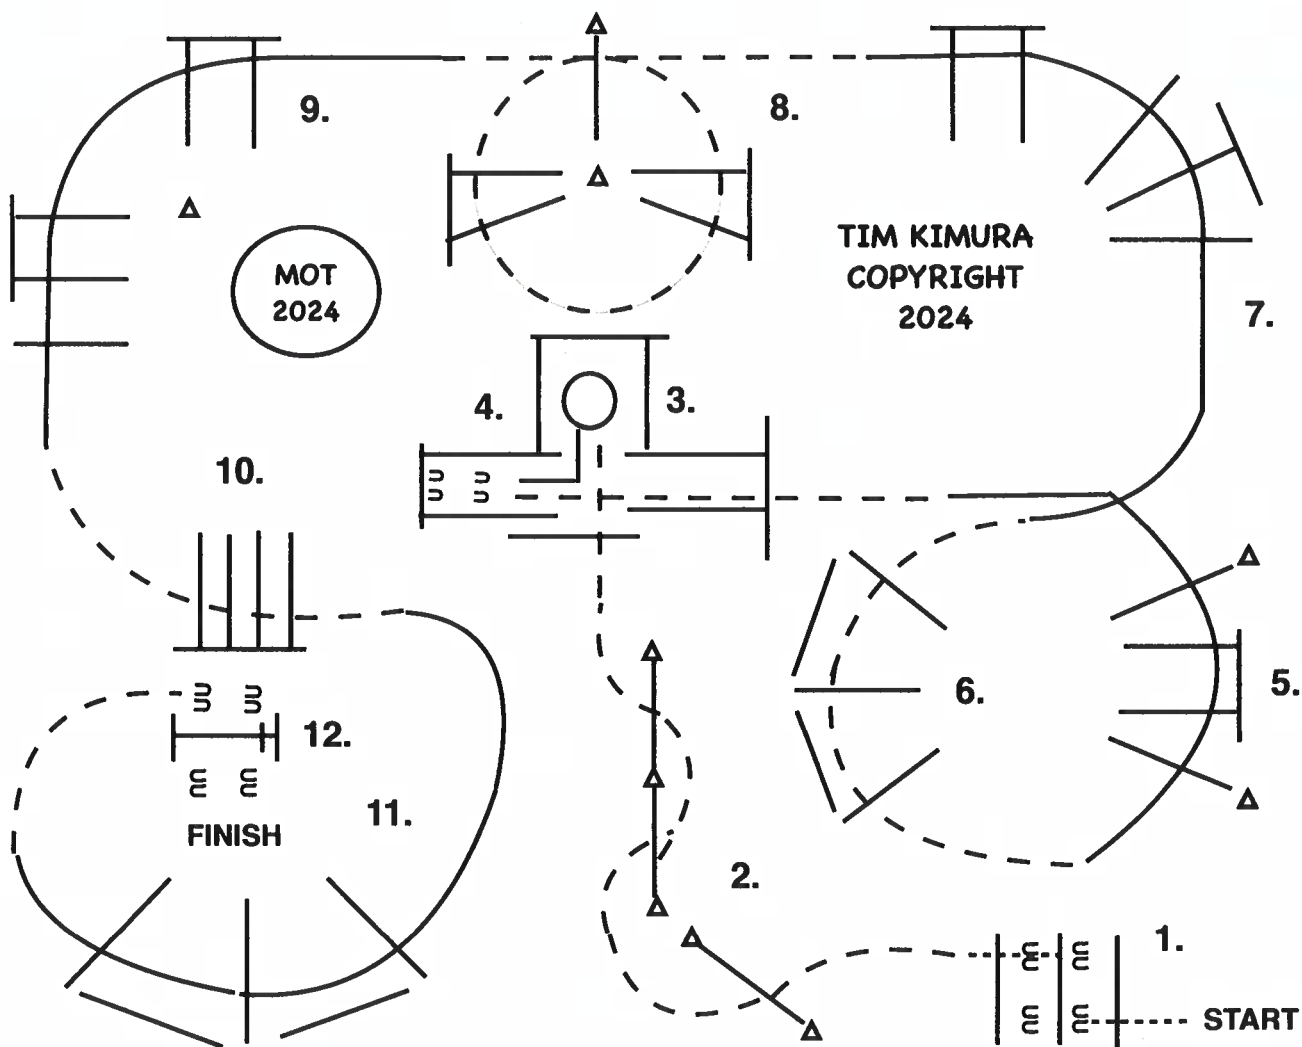 9.
8.
TIM KIMURA
COPYRIGHT
2024
MOT
2024
7.
4.
3.
10.
6.
5.
12.
11.
FINISH
2.
1.
START